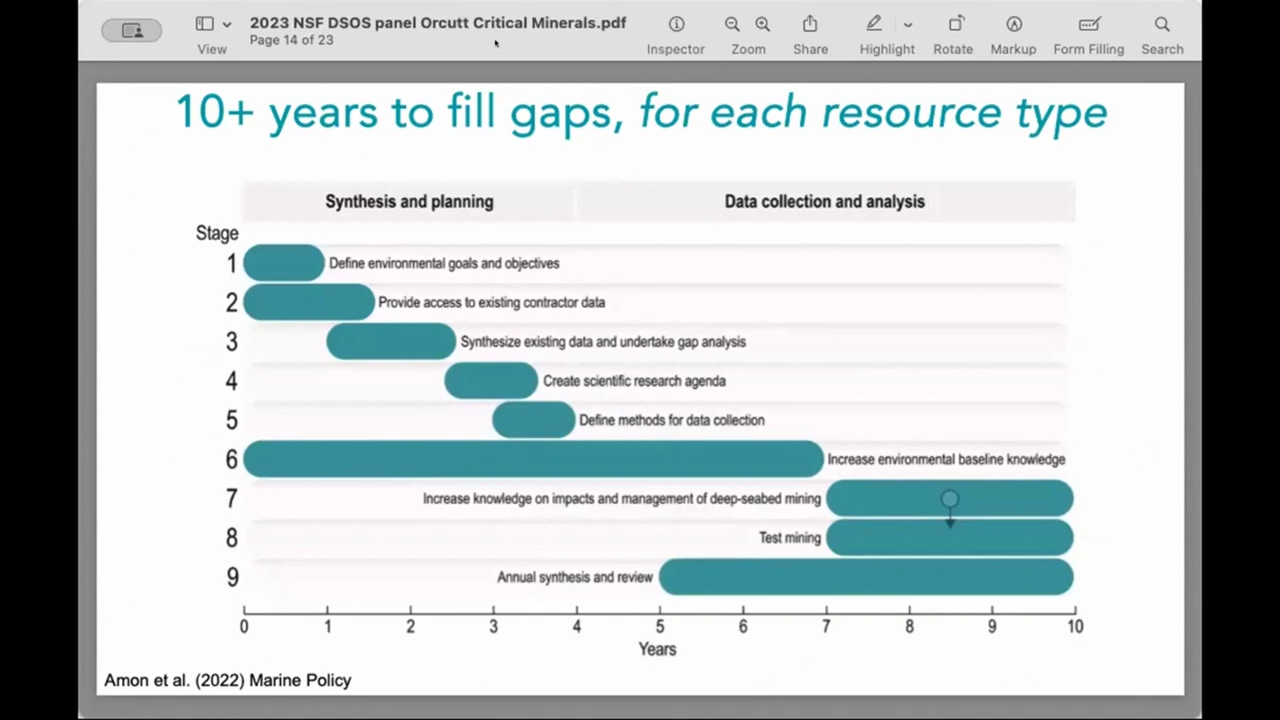 2023 NSF DSOS panel Orcutt Critical Minerals.pdf
Page 14 of 23
View
Inspector
Zoom
Share
Highlight
Rotate
Markup
Form Filling
Search
10+ years to fill gaps, for each resource type
Synthesis and planning
Data collection and analysis
Stage
1 Define environmental goals and objectives
2 Provide access to existing contractor data
3 Synthesize existing data and undertake gap analysis
4 Create scientific research agenda
5 Define methods for data collection
6 Increase environmental baseline knowledge
7 Increase knowledge on impacts and management of deep-seabed mining
8 Test mining
9 Annual synthesis and review
0 1 2 3 4 5 6 7 8 9 10
Years
Amon et al. (2022) Marine Policy